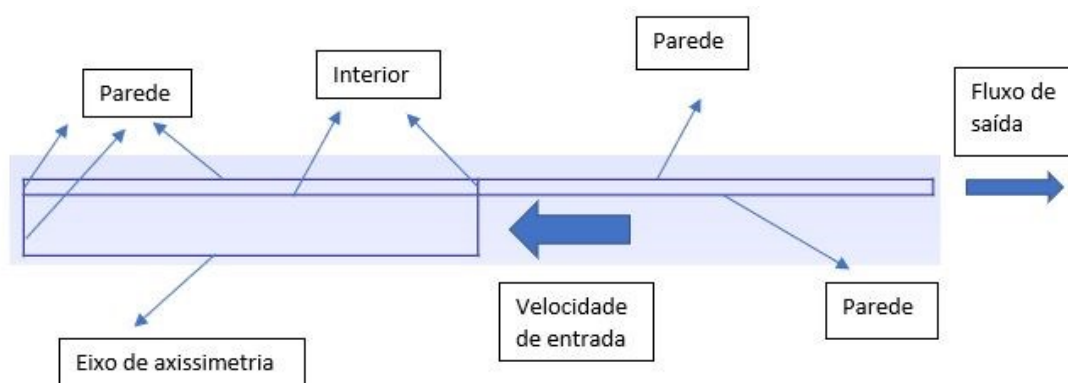 Parede
Interior
Parede
Fluxo de
saída
Velocidade
de entrada
Parede
Eixo de axissimetria